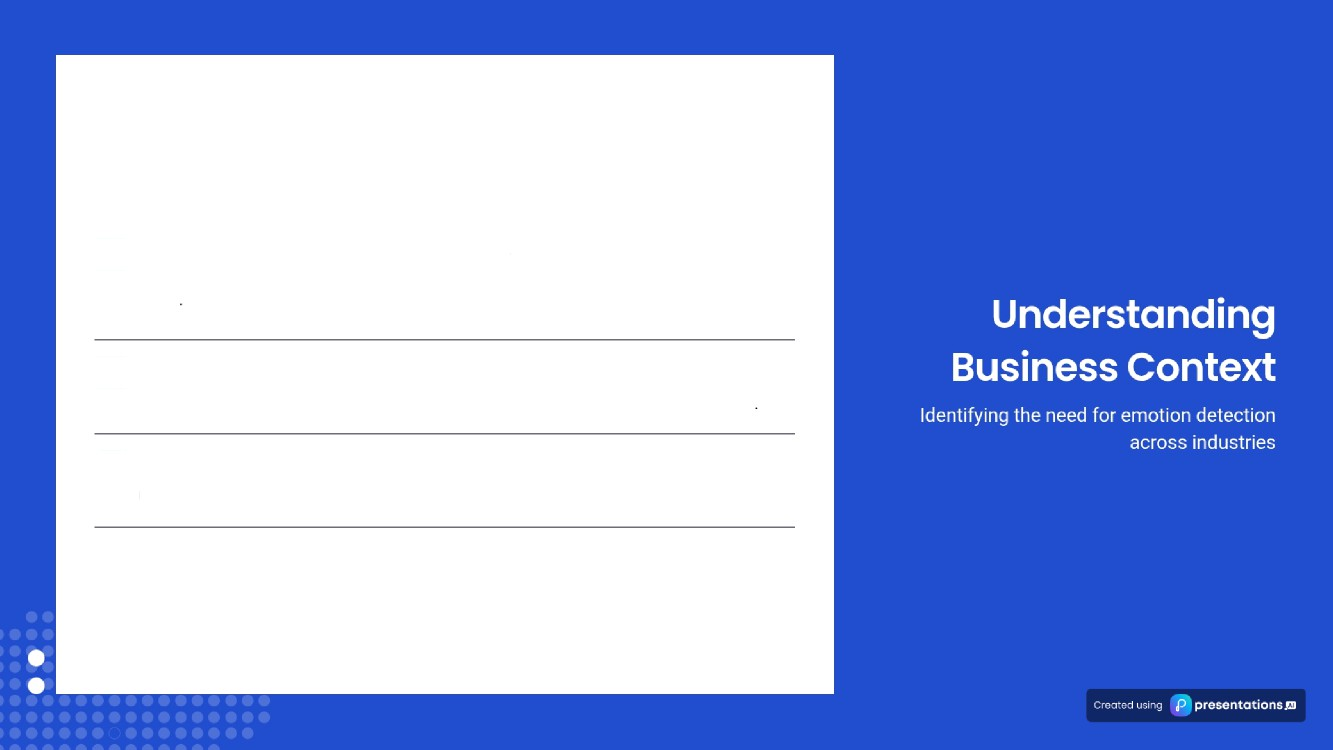 Understanding
Business Context
Identifying the need for emotion detection
across industries
Created using presentations.AI